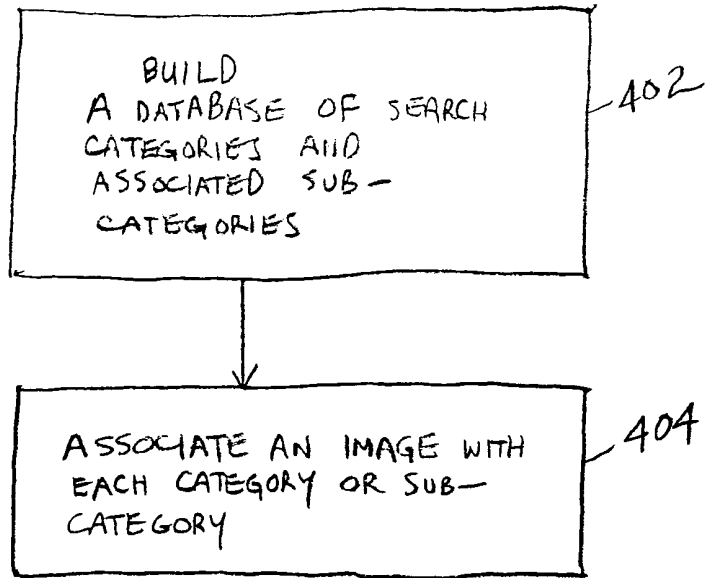 BUILD
A DATABASE OF SEARCH
CATEGORIES AND
ASSOCIATED SUB-
CATEGORIES
402
ASSOCIATE AN IMAGE WITH
EACH CATEGORY OR SUB-
CATEGORY
404